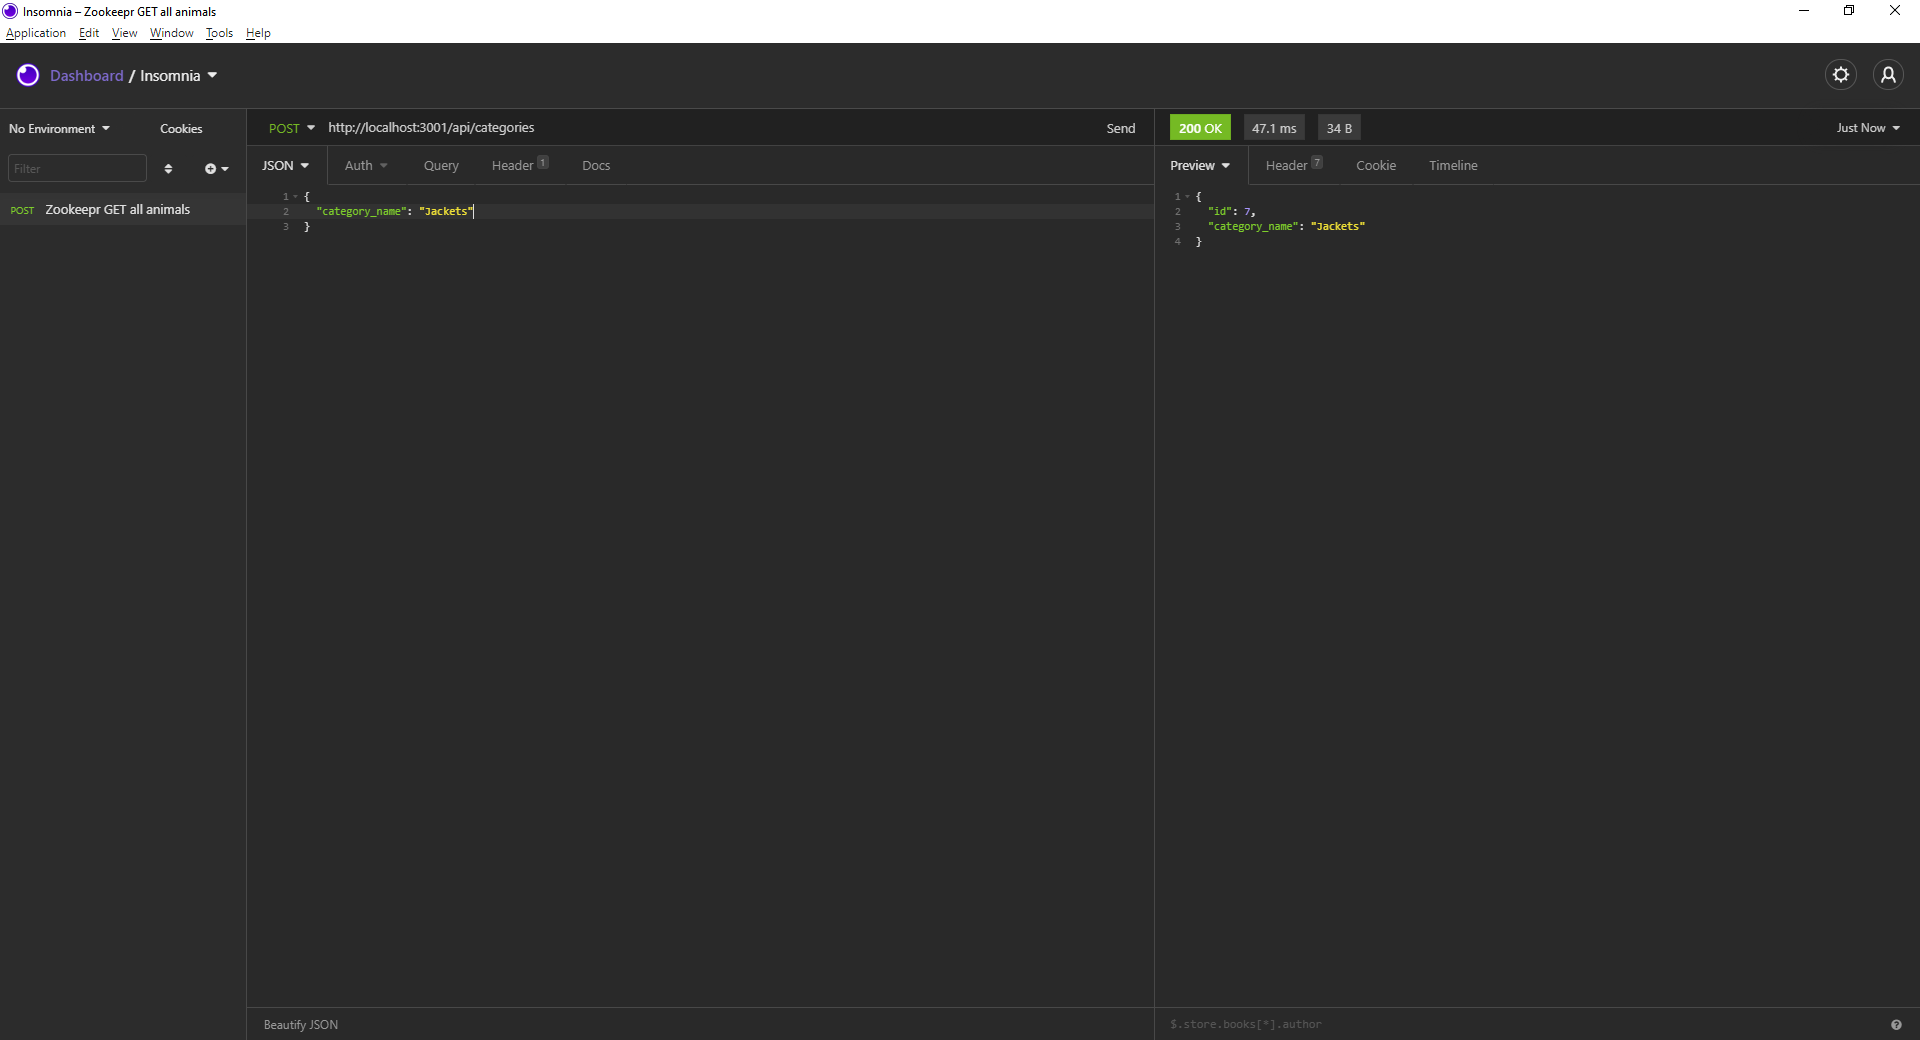 Insomnia – Zookeepr GET all animals
Application Edit View Window Tools Help
Dashboard / Insomnia
No Environment Cookies
POST http://localhost:3001/api/categories Send
200 OK 47.1 ms 34 B Just Now
Filter
JSON Auth Query Header 1 Docs
Preview Header 7 Cookie Timeline
POST Zookeepr GET all animals
1 {
2 "category_name": "Jackets"
3 }
1 {
2 "id": 7,
3 "category_name": "Jackets"
4 }
Beautify JSON
$.store.books[*].author